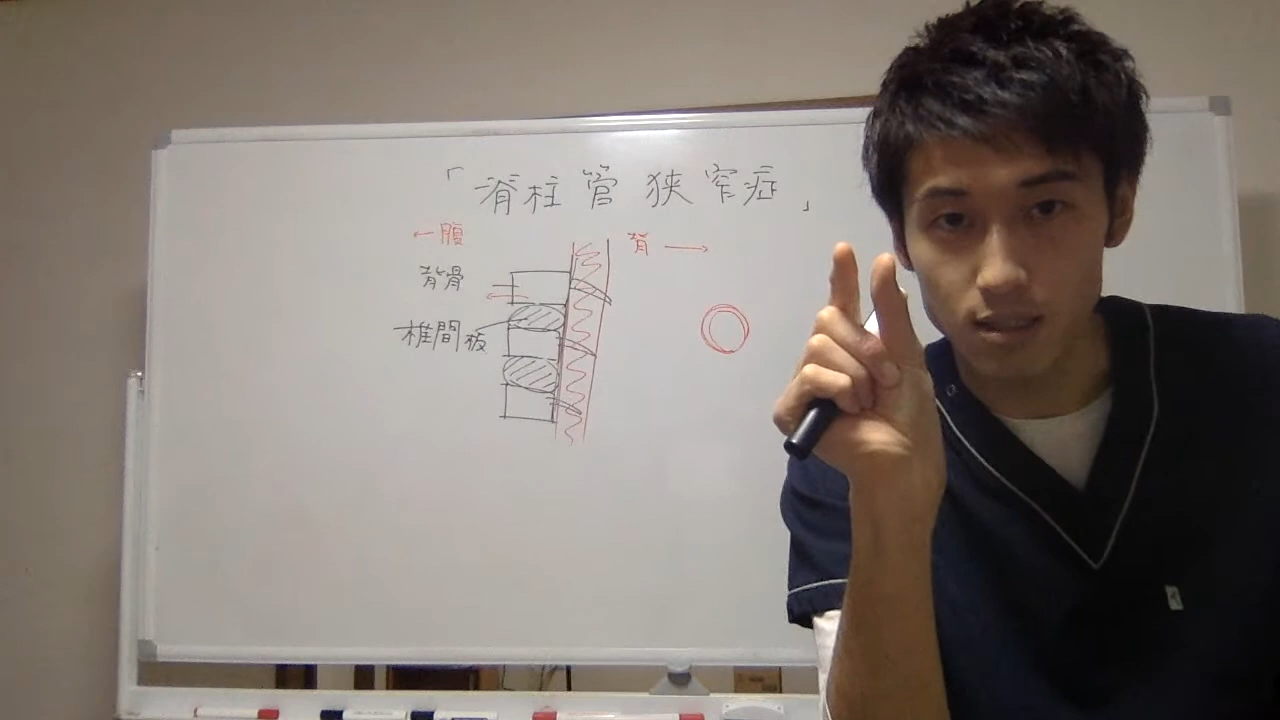 「脊柱管狭窄症」
←腹
背→
背骨
椎間板